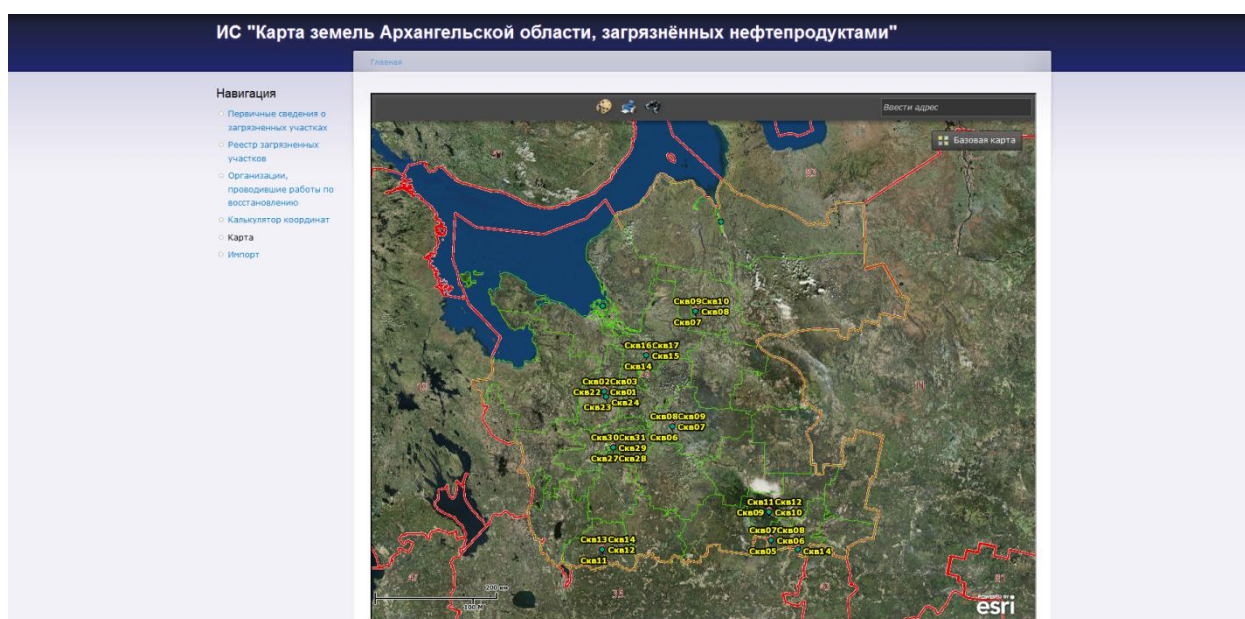 ИС "Карта земель Архангельской области, загрязнённых нефтепродуктами"
Главная
Навигация
Первичные сведения о
загрязненных участках
Реестр загрязненных
участков
Организации,
проводившие работы по
восстановлению
Калькулятор координат
Карта
Импорт
Ввести адрес
Базовая карта
Скв09Скв10
Скв08
Скв07
Скв16Скв17
Скв15
Скв14
Скв02Скв03
Скв22 Скв01
Скв24
Скв23
Скв08Скв09
Скв07
Скв30Скв31 Скв06
Скв29
Скв27Скв28
Скв11Скв12
Скв09 Скв10
Скв07Скв08
Скв06
Скв05 Скв14
Скв13Скв14
Скв12
Скв11
200 км
100 M
POWERED BY
esri